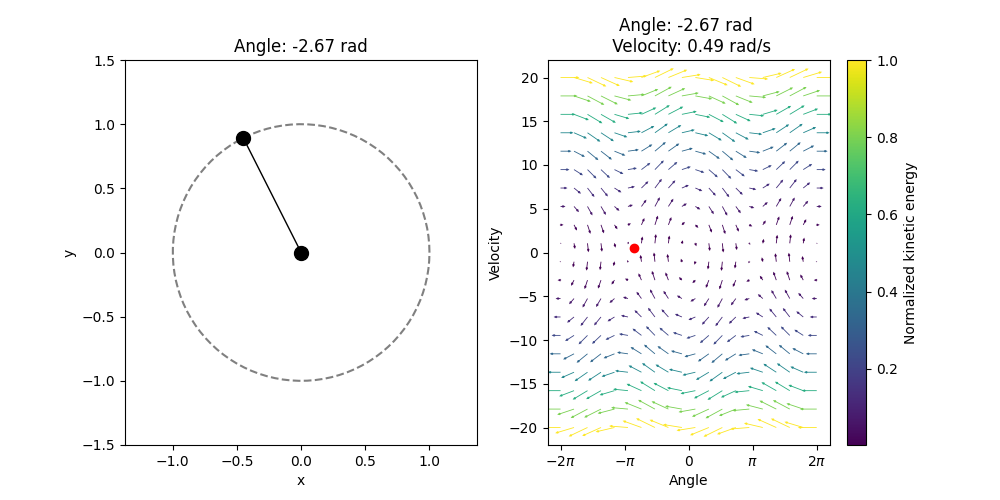 Angle: -2.67 rad
1.5
1.0
0.5
0.0
−0.5
−1.0
−1.5
y
−1.0
−0.5
0.0
0.5
1.0
x
Angle: -2.67 rad
Velocity: 0.49 rad/s
20
15
10
5
0
−5
−10
−15
−20
Velocity
−2π
−π
0
π
2π
Angle
1.0
0.8
0.6
0.4
0.2
Normalized kinetic energy